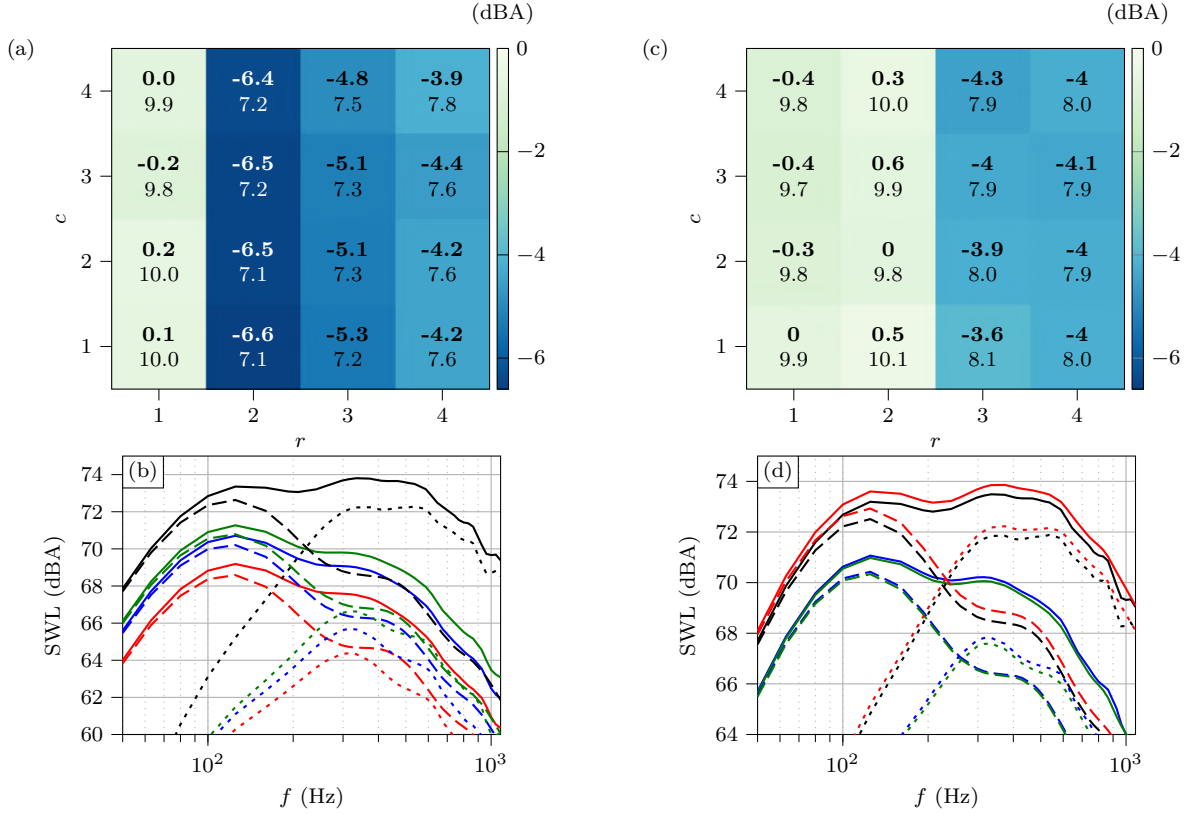 (dBA)
(a)
4 0.0 -6.4 -4.8 -3.9
9.9 7.2 7.5 7.8
3 -0.2 -6.5 -5.1 -4.4
9.8 7.2 7.3 7.6
2 0.2 -6.5 -5.1 -4.2
10.0 7.1 7.3 7.6
1 0.1 -6.6 -5.3 -4.2
10.0 7.1 7.2 7.6
c
1 2 3 4
r
0
−2
−4
−6
(dBA)
(c)
4 -0.4 0.3 -4.3 -4
9.8 10.0 7.9 8.0
3 -0.4 0.6 -4 -4.1
9.7 9.9 7.9 7.9
2 -0.3 0 -3.9 -4
9.8 9.8 8.0 7.9
1 0 0.5 -3.6 -4
9.9 10.1 8.1 8.0
c
1 2 3 4
r
0
−2
−4
−6
(b)
74
72
70
68
66
64
62
60
SWL (dBA)
10² 10³
f (Hz)
(d)
74
72
70
68
66
64
SWL (dBA)
10² 10³
f (Hz)